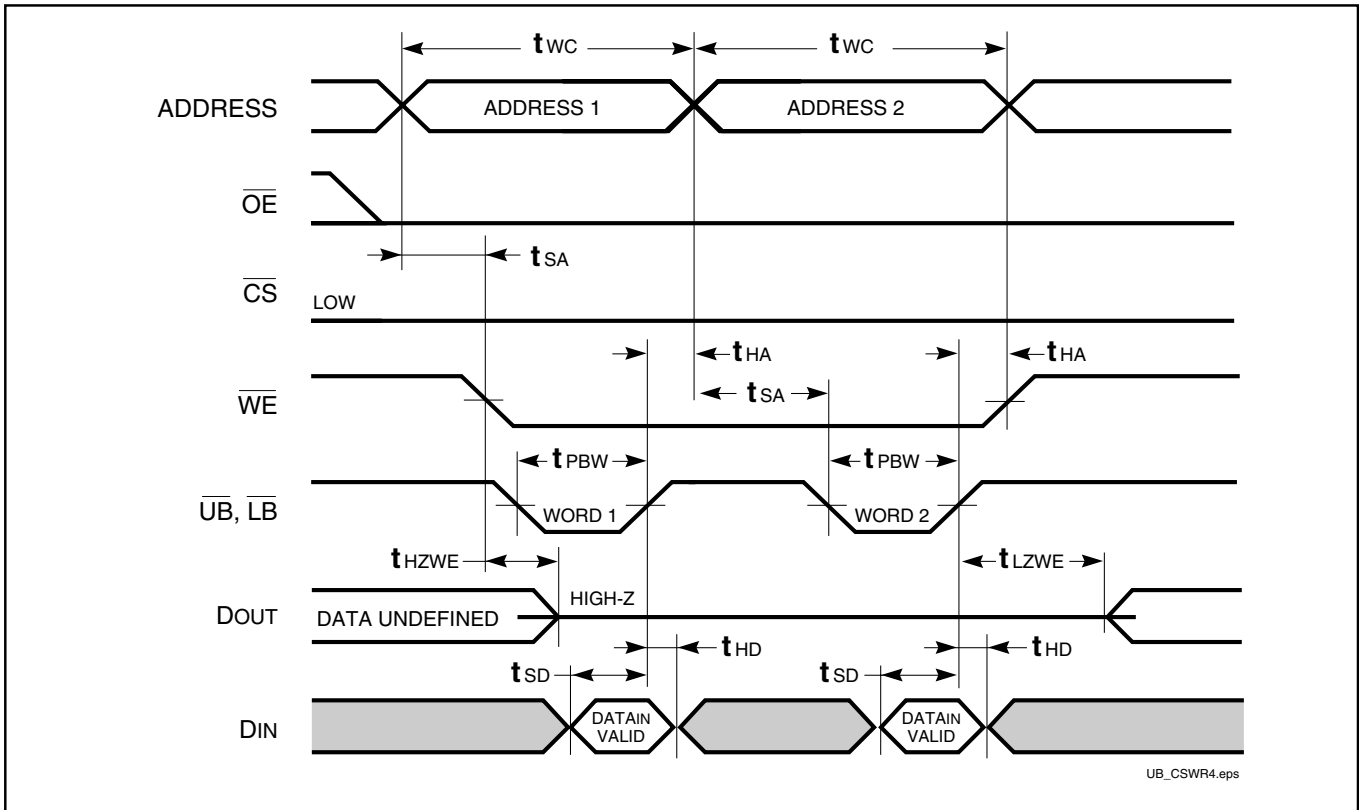 tWC tWC
ADDRESS ADDRESS 1 ADDRESS 2
OE
tSA
CS LOW
tHA tHA
WE tSA
tPBW tPBW
UB, LB WORD 1 WORD 2
tHZWE tLZWE
DOUT DATA UNDEFINED HIGH-Z
tHD tHD
tSD tSD
DIN DATAIN VALID DATAIN VALID
UB_CSWR4.eps